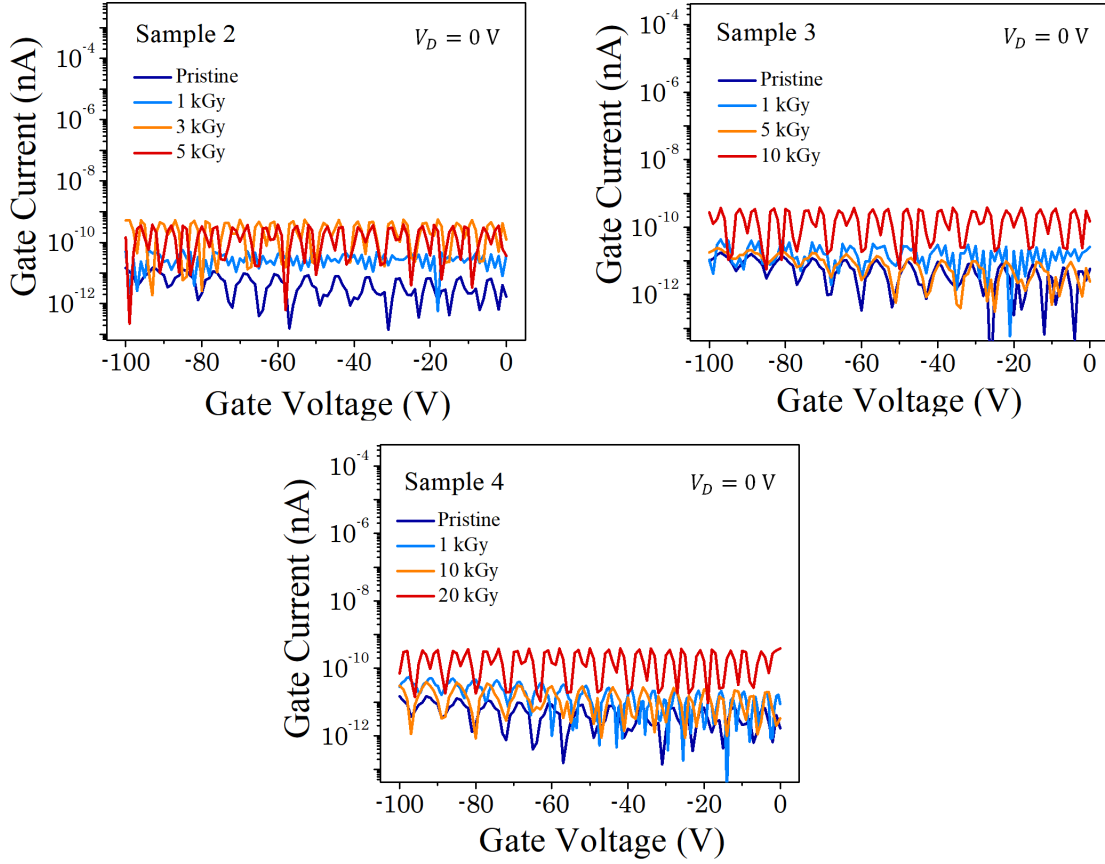 Sample 2
V_D = 0 V
Pristine
1 kGy
3 kGy
5 kGy
Gate Current (nA)
10⁻⁴
10⁻⁶
10⁻⁸
10⁻¹⁰
10⁻¹²
-100 -80 -60 -40 -20 0
Gate Voltage (V)
Sample 3
V_D = 0 V
Pristine
1 kGy
5 kGy
10 kGy
Gate Current (nA)
10⁻⁴
10⁻⁶
10⁻⁸
10⁻¹⁰
10⁻¹²
-100 -80 -60 -40 -20 0
Gate Voltage (V)
Sample 4
V_D = 0 V
Pristine
1 kGy
10 kGy
20 kGy
Gate Current (nA)
10⁻⁴
10⁻⁶
10⁻⁸
10⁻¹⁰
10⁻¹²
-100 -80 -60 -40 -20 0
Gate Voltage (V)